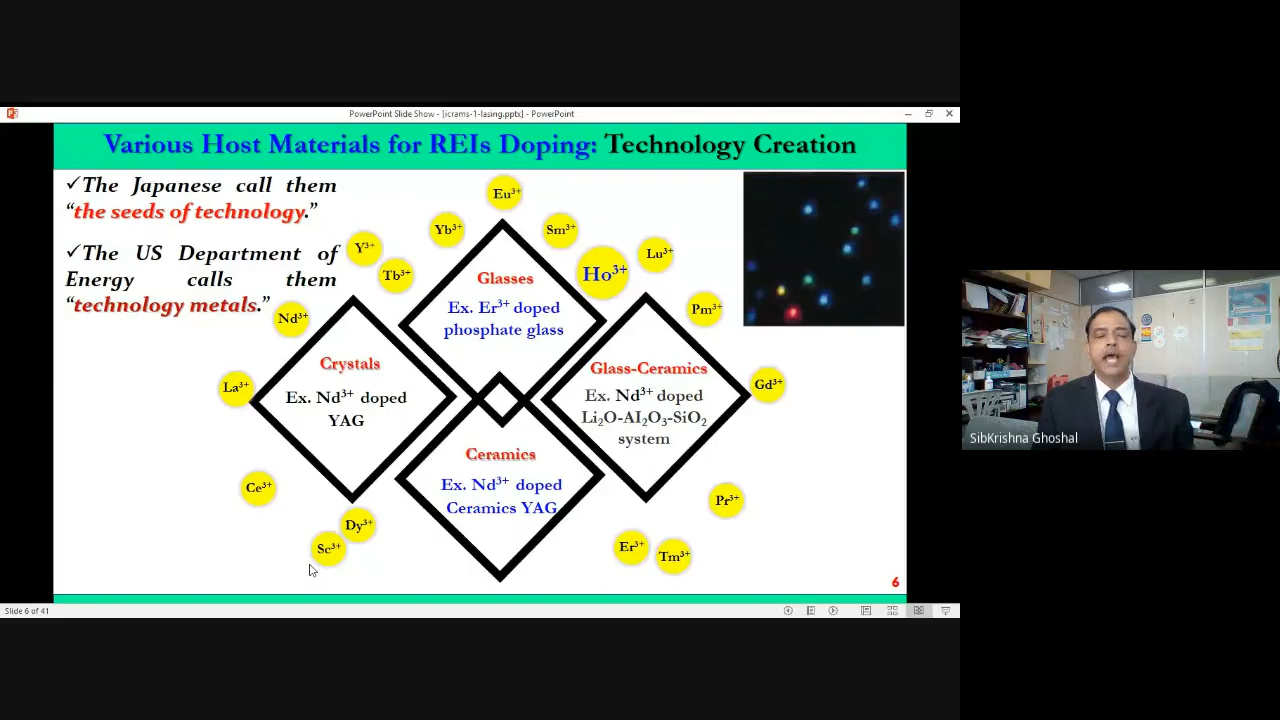 PowerPoint Slide Show - [icrams-1-lasing.pptx] - PowerPoint
Various Host Materials for REIs Doping: Technology Creation
✓The Japanese call them
“the seeds of technology.”
✓The US Department of
Energy calls them
“technology metals.”
Eu³⁺
Yb³⁺
Sm³⁺
Y³⁺
Tb³⁺
Ho³⁺
Lu³⁺
Nd³⁺
Pm³⁺
La³⁺
Gd³⁺
Ce³⁺
Dy³⁺
Sc³⁺
Pr³⁺
Er³⁺
Tm³⁺
Glasses
Ex. Er³⁺ doped
phosphate glass
Crystals
Ex. Nd³⁺ doped
YAG
Glass-Ceramics
Ex. Nd³⁺ doped
Li₂O-Al₂O₃-SiO₂
system
Ceramics
Ex. Nd³⁺ doped
Ceramics YAG
6
Slide 6 of 41
SibKrishna Ghoshal